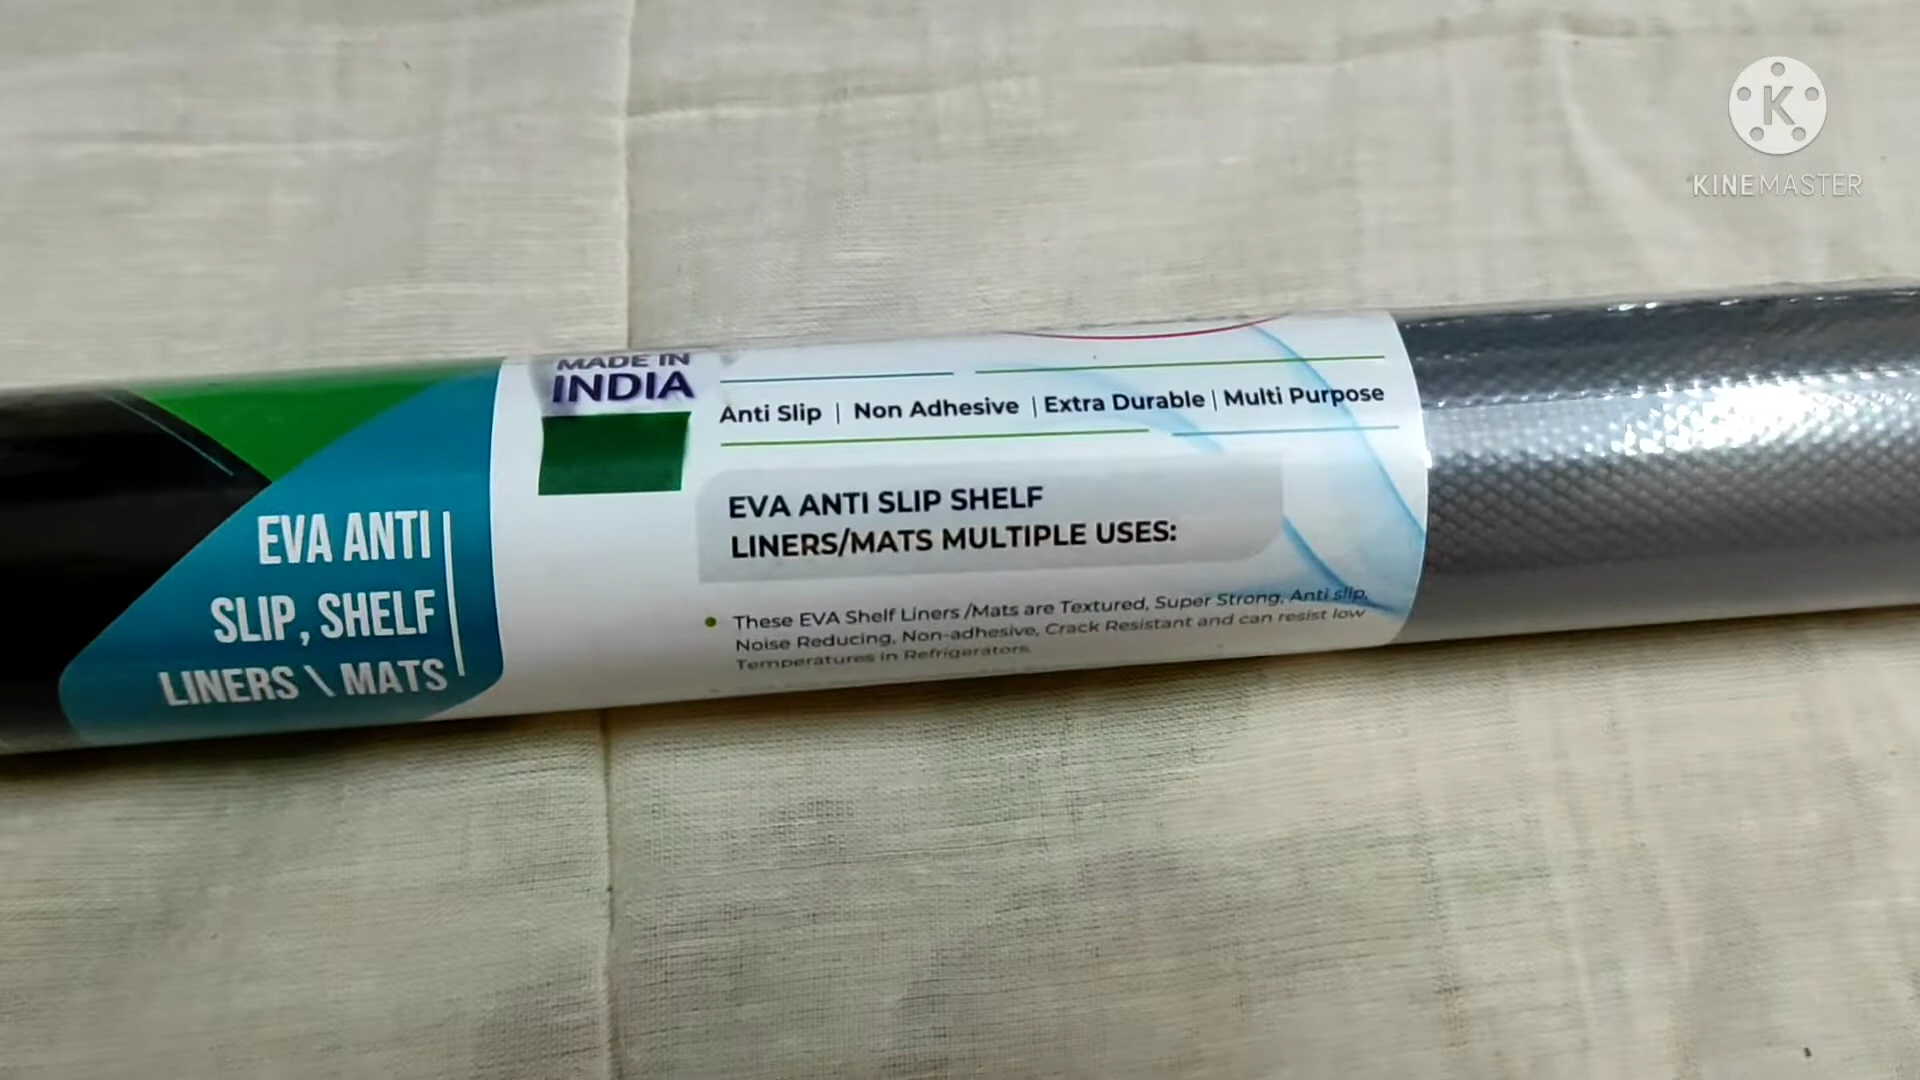 K
KINEMASTER
MADE IN
INDIA
Anti Slip | Non Adhesive | Extra Durable | Multi Purpose
EVA ANTI SLIP SHELF
LINERS/MATS MULTIPLE USES:
• These EVA Shelf Liners /Mats are Textured, Super Strong, Anti slip,
Noise Reducing, Non-adhesive, Crack Resistant and can resist low
Temperatures in Refrigerators.
EVA ANTI
SLIP, SHELF
LINERS \ MATS